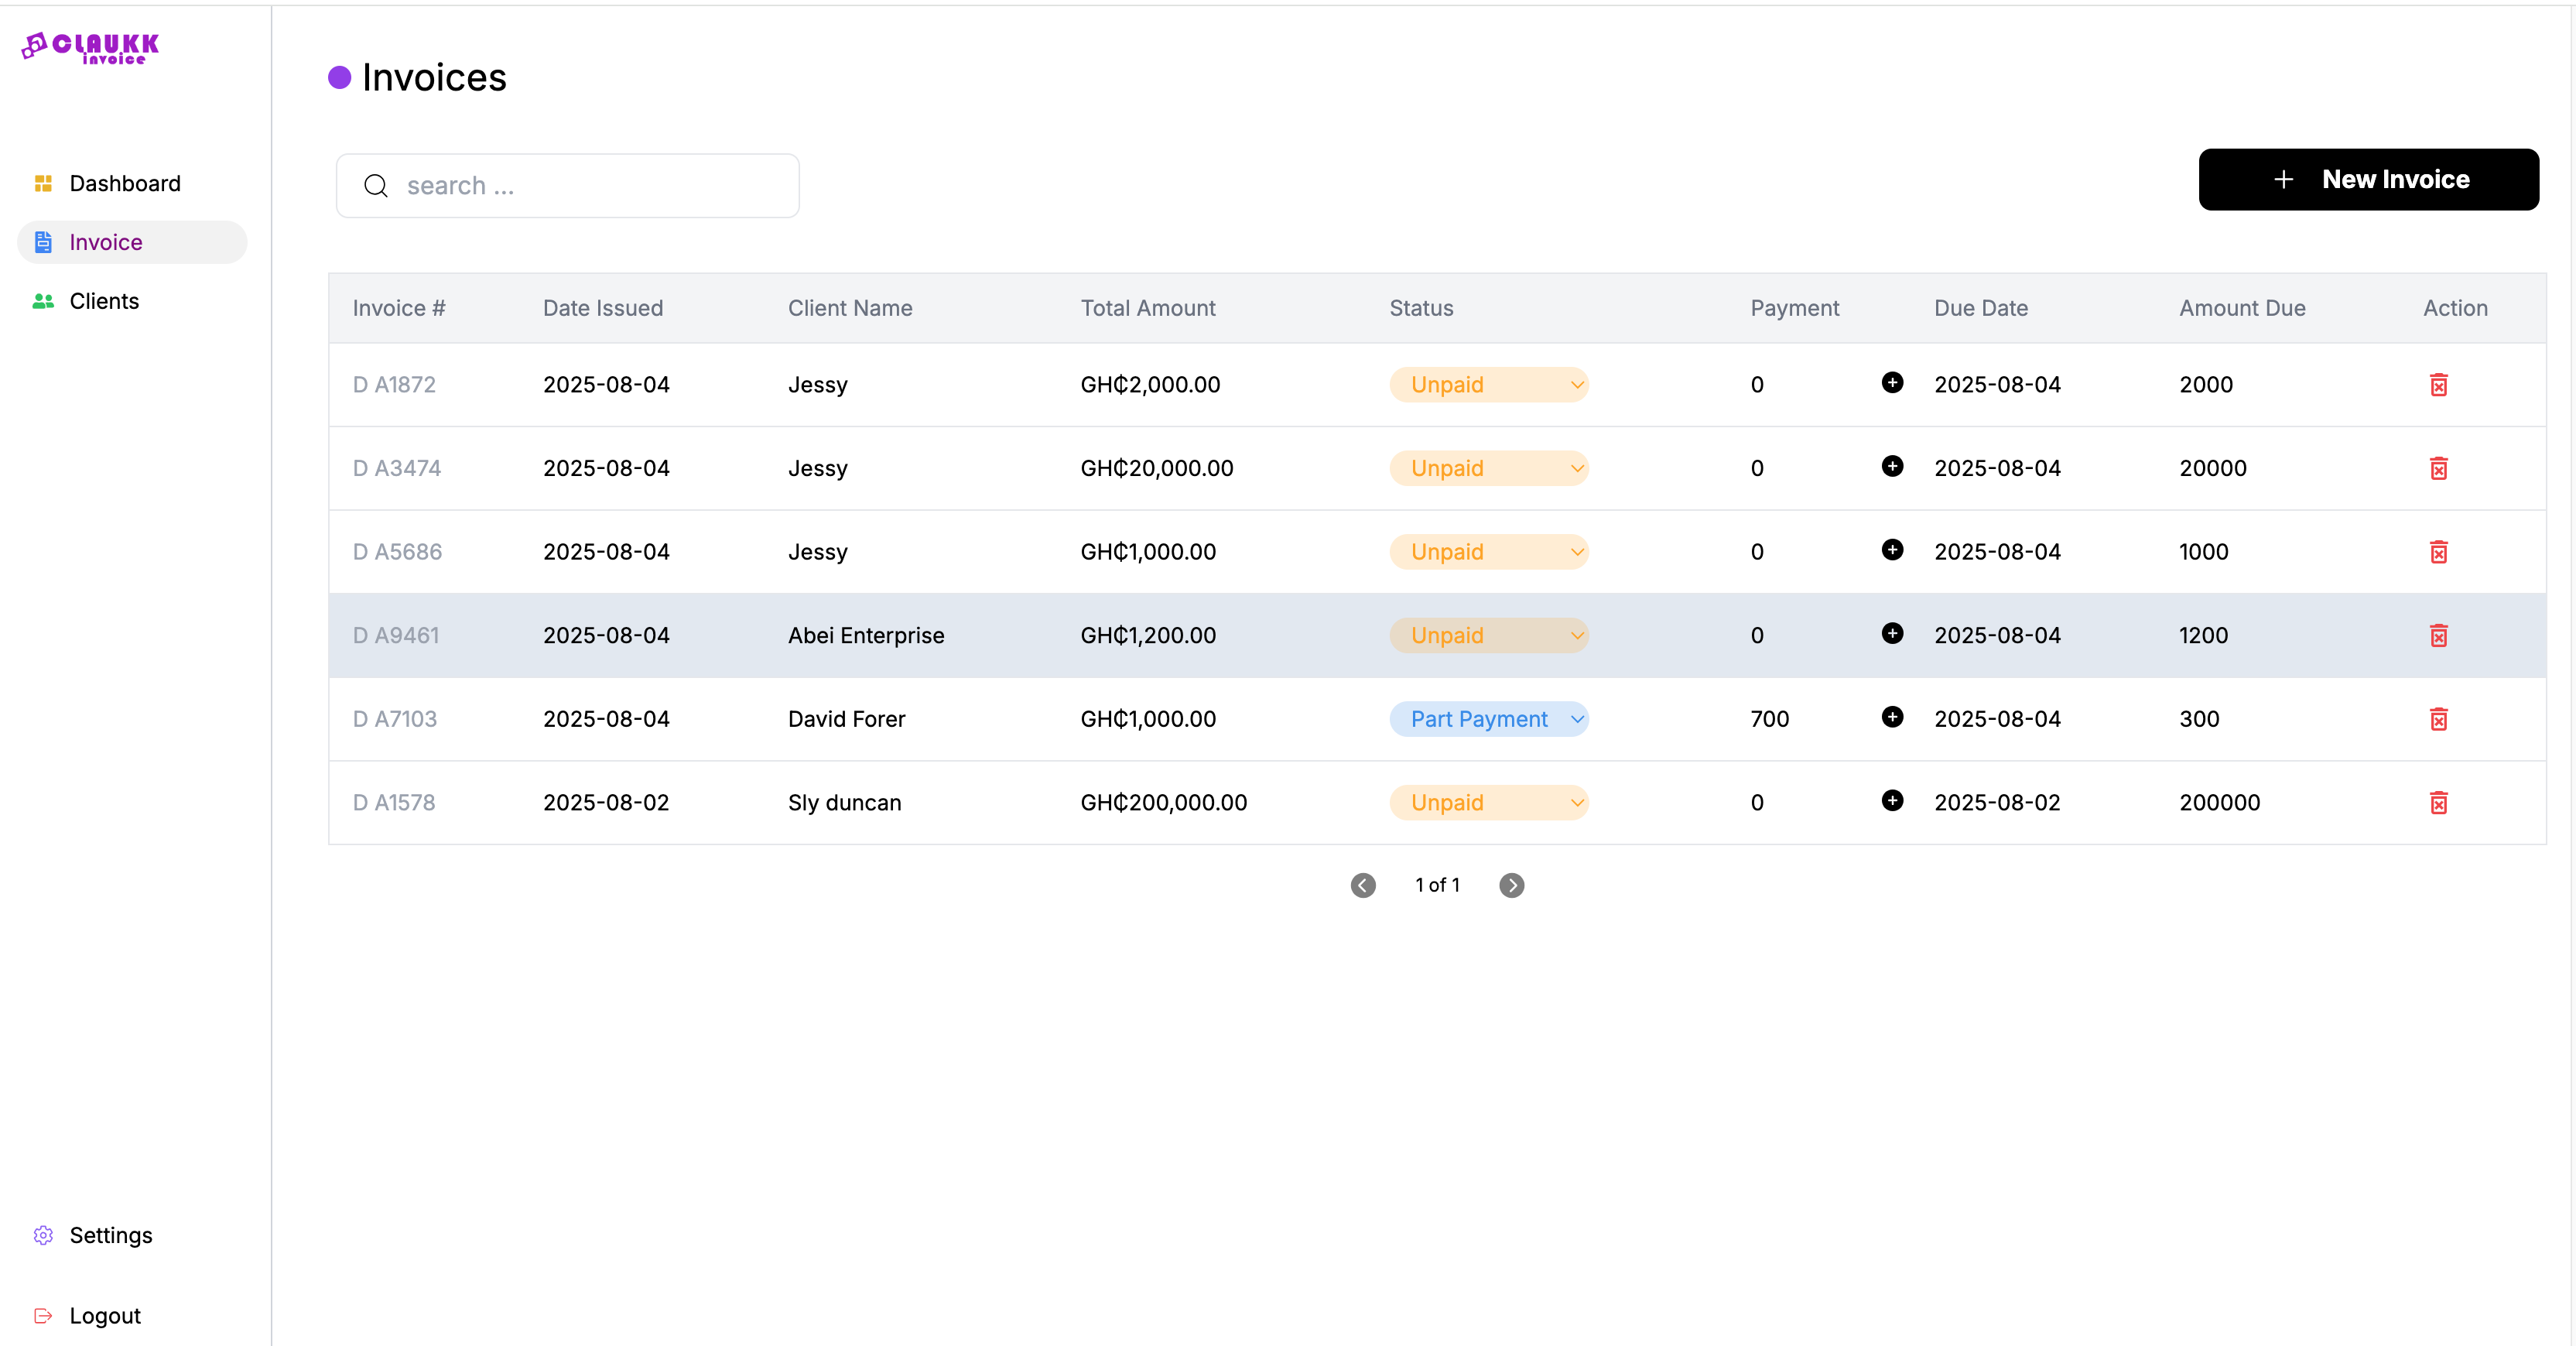 CLAUKK
invoice
Invoices
search ...
New Invoice
Dashboard
Invoice
Clients
Invoice # Date Issued Client Name Total Amount Status Payment Due Date Amount Due Action
D A1872 2025-08-04 Jessy GH₵2,000.00 Unpaid 0 2025-08-04 2000
D A3474 2025-08-04 Jessy GH₵20,000.00 Unpaid 0 2025-08-04 20000
D A5686 2025-08-04 Jessy GH₵1,000.00 Unpaid 0 2025-08-04 1000
D A9461 2025-08-04 Abei Enterprise GH₵1,200.00 Unpaid 0 2025-08-04 1200
D A7103 2025-08-04 David Forer GH₵1,000.00 Part Payment 700 2025-08-04 300
D A1578 2025-08-02 Sly duncan GH₵200,000.00 Unpaid 0 2025-08-02 200000
1 of 1
Settings
Logout